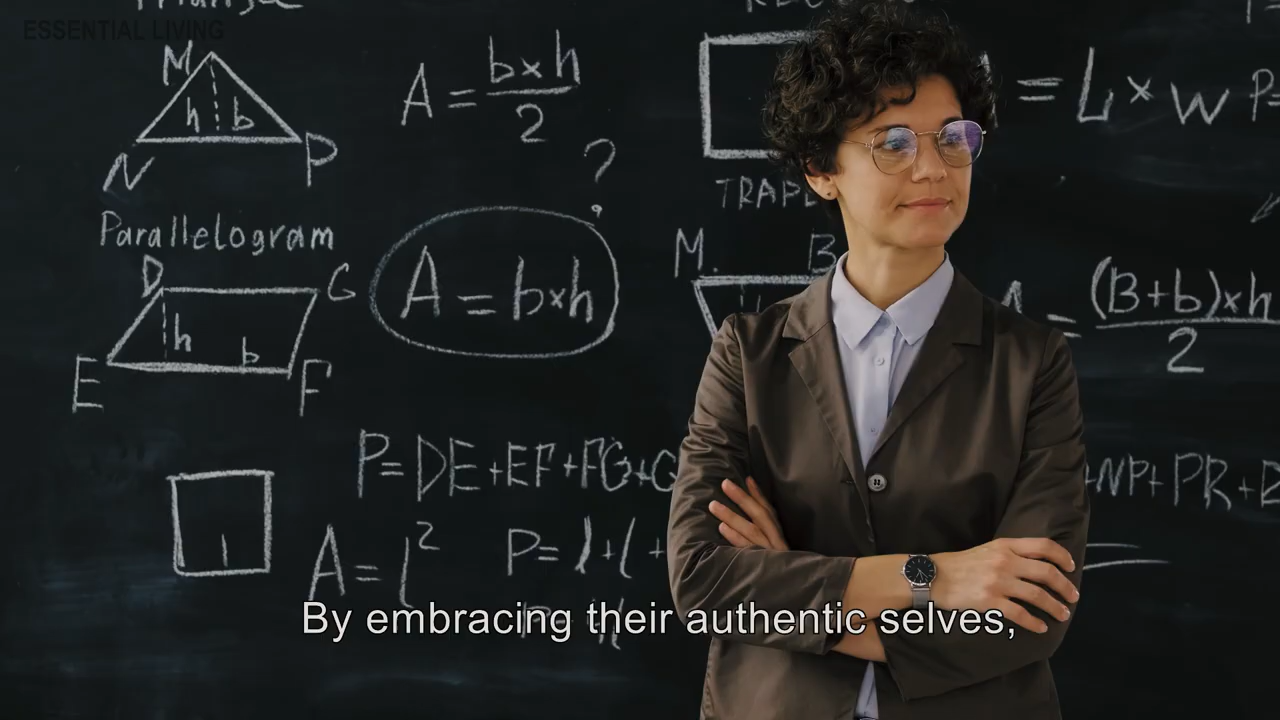 ESSENTIAL LIVING
M
h b
N P
A = b×h
2
?
= L × W P=
TRAPE
Parallelogram
D G
h
b
E F
A = b×h
M. B
= (B+b)×h
2
P=DE+EF+FG+G
+NP+PR+
l
A = l²
P= l+l+
By embracing their authentic selves,